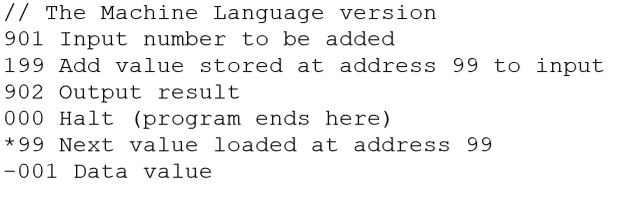 // The Machine Language version
901 Input number to be added
199 Add value stored at address 99 to input
902 Output result
000 Halt (program ends here)
*99 Next value loaded at address 99
-001 Data value